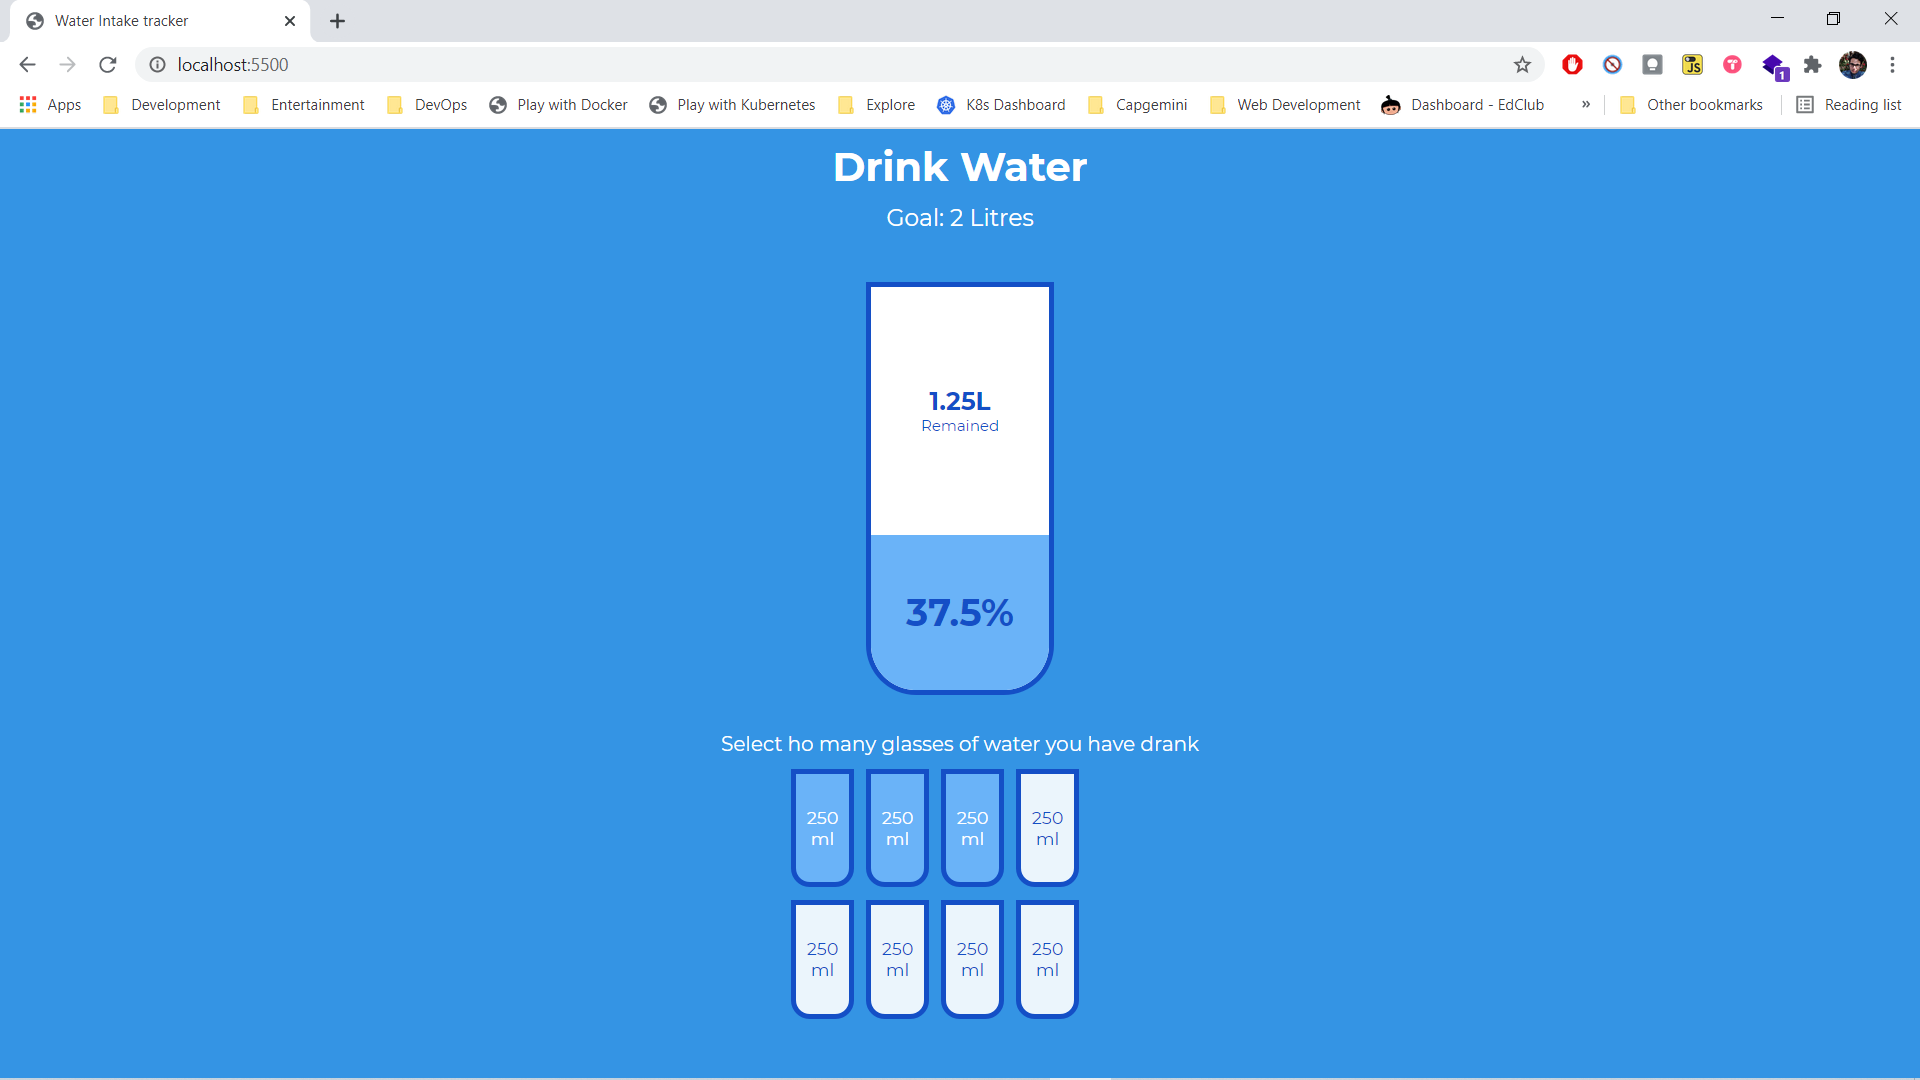 Water Intake tracker
localhost:5500
JS
1
Apps Development Entertainment DevOps Play with Docker Play with Kubernetes Explore K8s Dashboard Capgemini Web Development Dashboard - EdClub » Other bookmarks Reading list
Drink Water
Goal: 2 Litres
1.25L
Remained
37.5%
Select ho many glasses of water you have drank
250 250 250 250
ml ml ml ml
250 250 250 250
ml ml ml ml